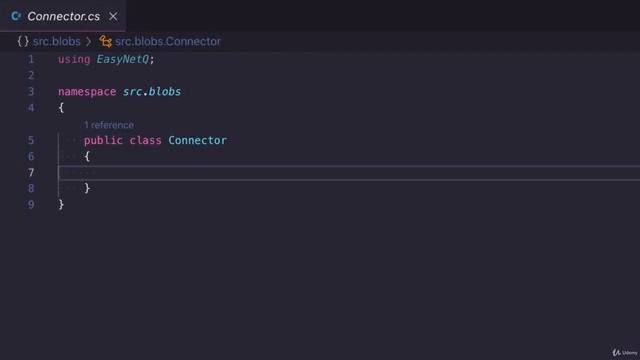 Connector.cs
{} src.blobs > src.blobs.Connector
1 using EasyNetQ;
2
3 namespace src.blobs
4 {
1 reference
5 public class Connector
6 {
7
8 }
9 }
Udemy